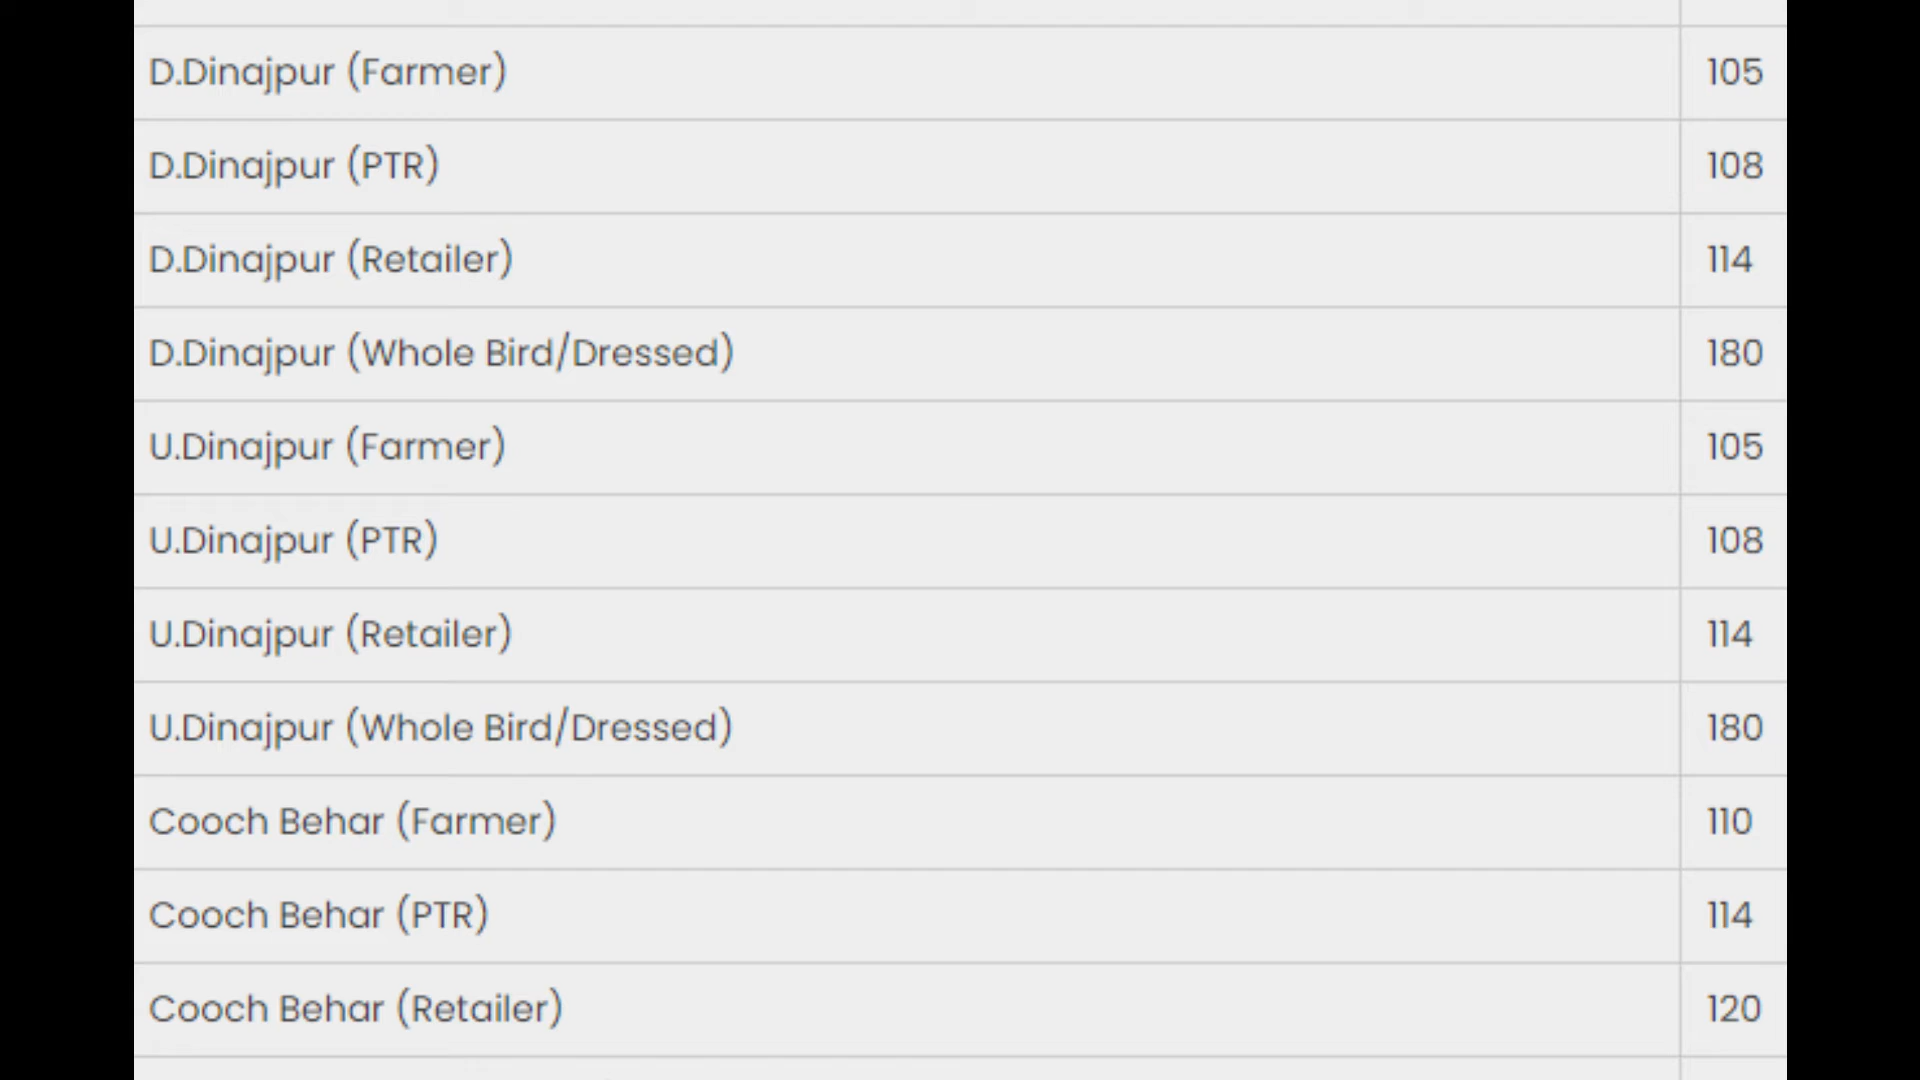 D.Dinajpur (Farmer) 105
D.Dinajpur (PTR) 108
D.Dinajpur (Retailer) 114
D.Dinajpur (Whole Bird/Dressed) 180
U.Dinajpur (Farmer) 105
U.Dinajpur (PTR) 108
U.Dinajpur (Retailer) 114
U.Dinajpur (Whole Bird/Dressed) 180
Cooch Behar (Farmer) 110
Cooch Behar (PTR) 114
Cooch Behar (Retailer) 120